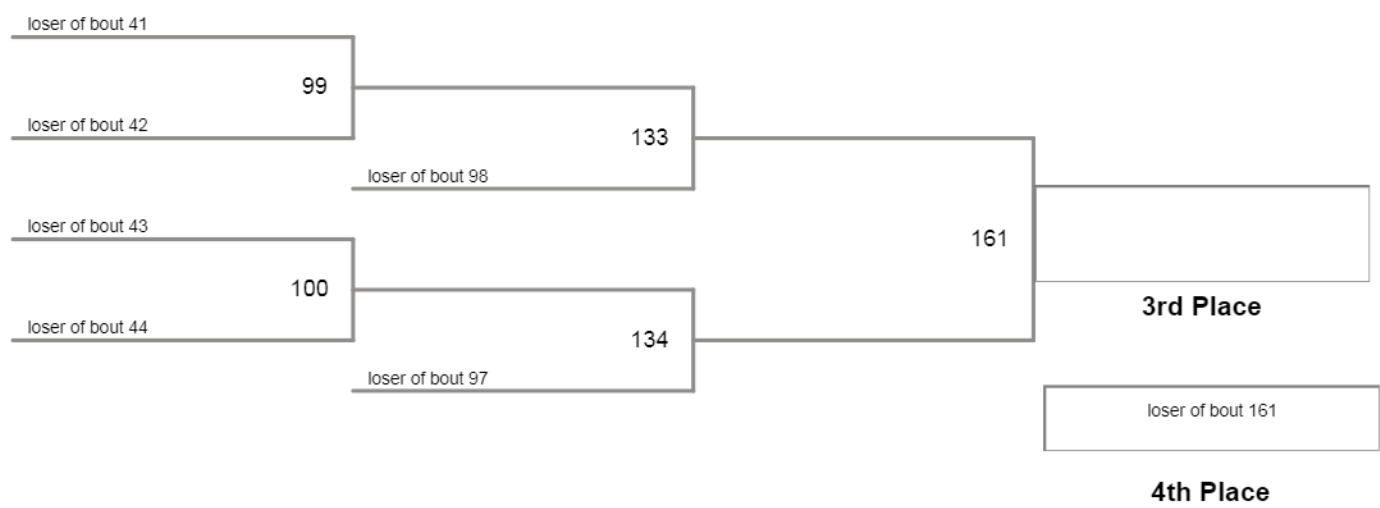 loser of bout 41
99
loser of bout 42
133
loser of bout 98
loser of bout 43
161
100
3rd Place
loser of bout 44
134
loser of bout 97
loser of bout 161
4th Place